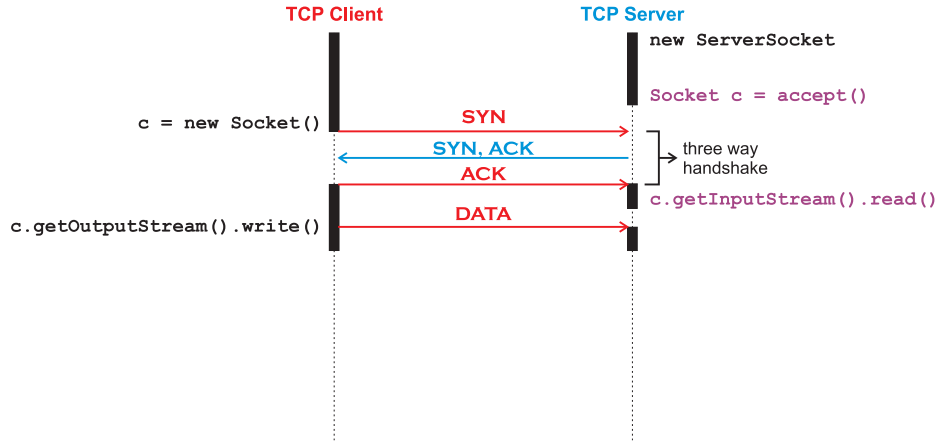 TCP Client
TCP Server
new ServerSocket
Socket c = accept()
c = new Socket()
SYN
SYN, ACK
three way
handshake
ACK
c.getInputStream().read()
DATA
c.getOutputStream().write()